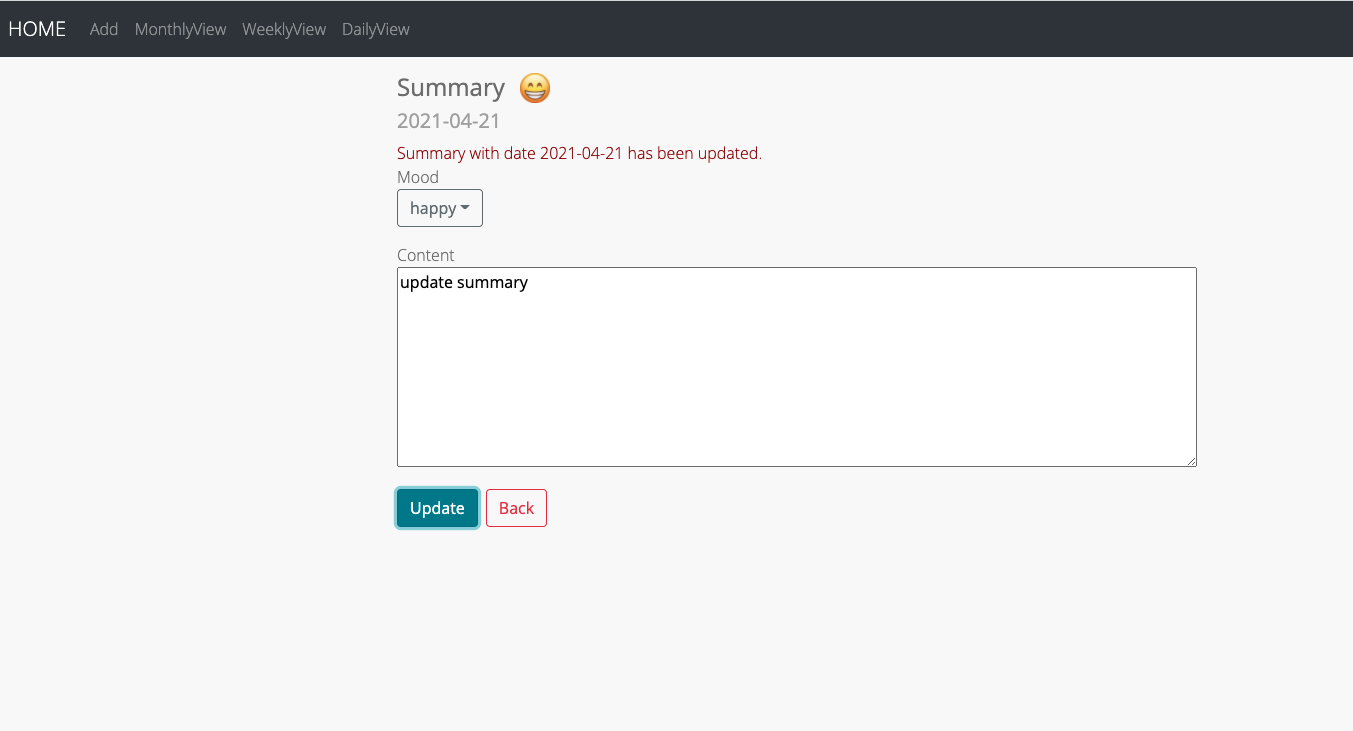 HOME Add MonthlyView WeeklyView DailyView
Summary 😁
2021-04-21
Summary with date 2021-04-21 has been updated.
Mood
happy
Content
update summary
Update Back